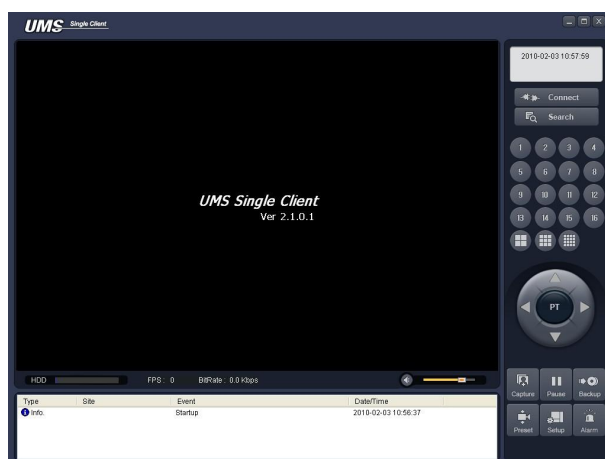 UMS Single Client
2010-02-03 10:57:59
Connect
Search
1 2 3 4
5 6 7 8
9 10 11 12
13 14 15 16
UMS Single Client
Ver 2.1.0.1
PT
HDD FPS : 0 BitRate : 0.0 Kbps
Capture Pause Backup
Preset Setup Alarm
Type Site Event Date/Time
Info. Startup 2010-02-03 10:56:37